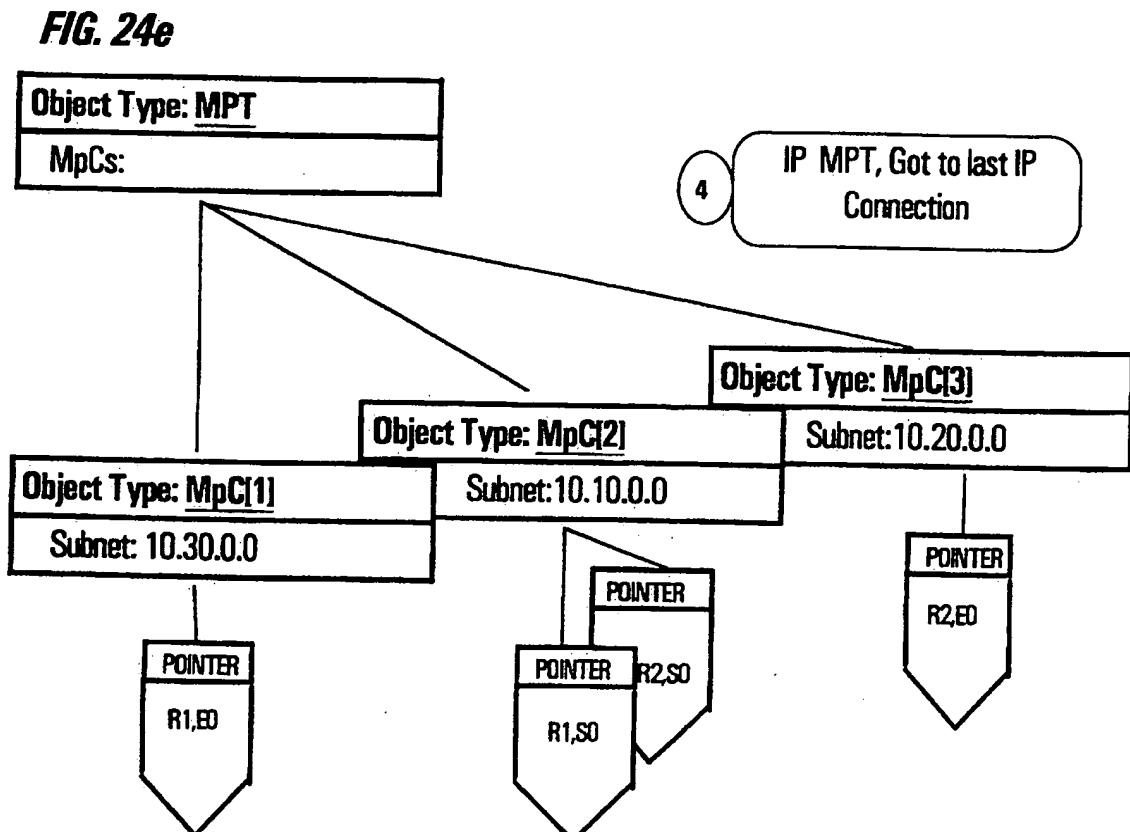 FIG. 24e
Object Type: MPT
MpCs:
4
IP MPT, Got to last IP
Connection
Object Type: MpC[3]
Subnet:10.20.0.0
Object Type: MpC[2]
Subnet:10.10.0.0
Object Type: MpC[1]
Subnet: 10.30.0.0
POINTER
R2,E0
POINTER
R2,S0
POINTER
R1,S0
POINTER
R1,E0